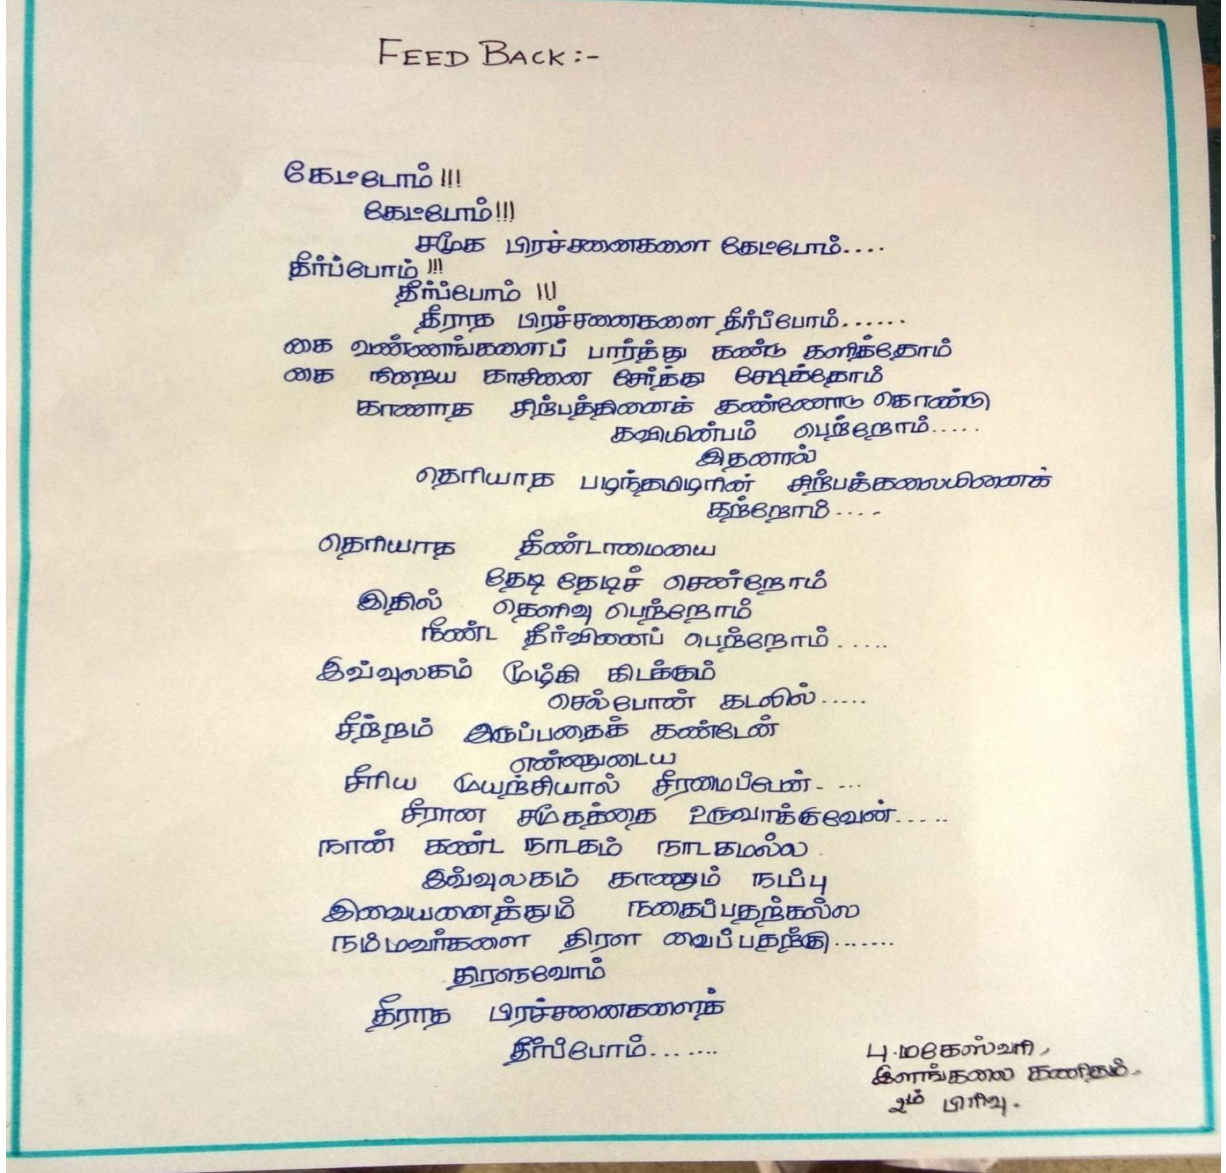 FEED BACK :-
கேட்போம் !!!
கேட்போம் !!!
சமூக பிரச்சனைகளை கேட்போம்....
தீர்ப்போம் !!!
தீர்ப்போம் !!!
தீராத பிரச்சனைகளை தீர்ப்போம்......
கை வண்ணங்களைப் பார்த்து கண்டு களித்தோம்
கை நிறைய காசினை சேர்த்து சேமித்தோம்
காணாத சிற்பத்தினைக் கண்ணோடு கொண்டு
கவியின்பம் பெற்றோம்.....
இதனால்
தெரியாத பழந்தமிழரின் சிற்பக்கலையினைக்
கற்றோம்....
தெரியாத தீண்டாமையை
தேடி தேடிச் சென்றோம்
இதில் தெளிவு பெற்றோம்
நீண்ட தீர்வினைப் பெற்றோம்.....
இவ்வுலகம் மூழ்கி கிடக்கும்
செல்போன் கடலில்.....
சீற்றம் இருப்பதைக் கண்டேன்
என்னுடைய
சீரிய முயற்சியால் சீரமைப்பேன்....
சீரான சமூகத்தை உருவாக்குவேன்.....
நான் கண்ட நாடகம் நாடகமல்ல.
இவ்வுலகம் காணும் நடப்பு
இவையனைத்தும் நகைப்பதற்கல்ல
நம்மவர்களை திரள வைப்பதற்கு.......
திரளுவோம்
தீராத பிரச்சனைகளைத்
தீர்ப்போம்.......
பு.மகேஸ்வரி,
இளங்கலை கணிதம்,
உம் பிரிவு.